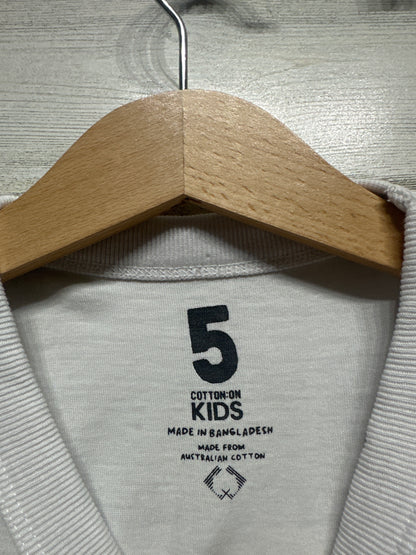 5
COTTON:ON
KIDS
MADE IN BANGLADESH
MADE FROM
AUSTRALIAN COTTON